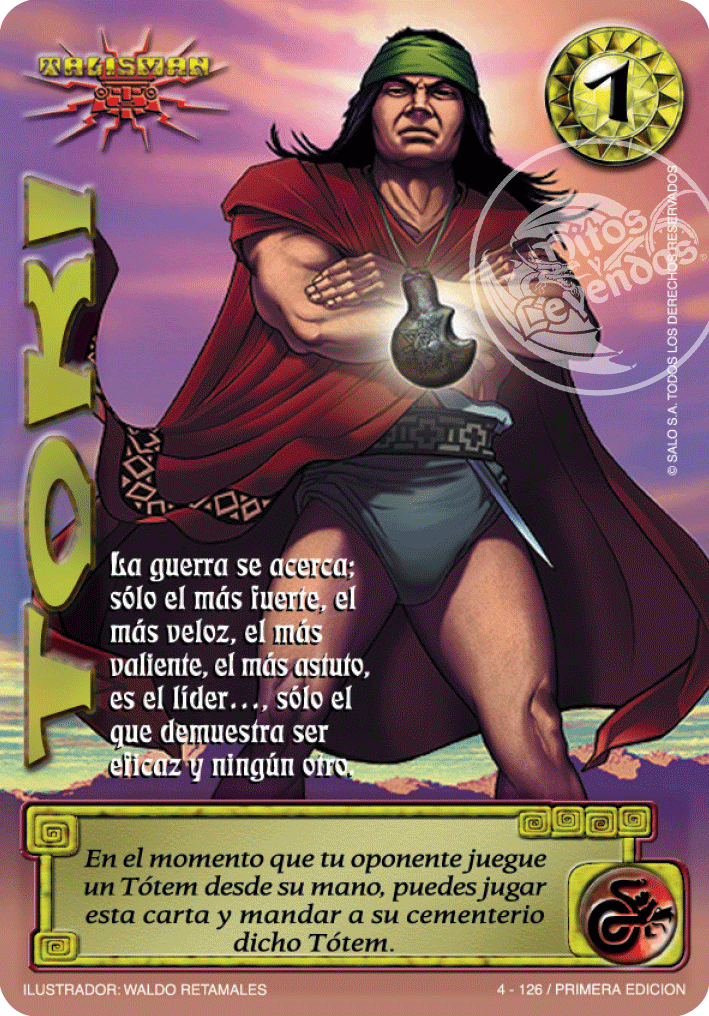 TALISMAN
1
TOKI
mitos
y
Leyendas
®
© SALO S.A. TODOS LOS DERECHOS RESERVADOS
La guerra se acerca;
sólo el más fuerte, el
más veloz, el más
valiente, el más astuto,
es el líder..., sólo el
que demuestra ser
eficaz y ningún otro.
En el momento que tu oponente juegue
un Tótem desde su mano, puedes jugar
esta carta y mandar a su cementerio
dicho Tótem.
ILUSTRADOR: WALDO RETAMALES
4 - 126 / PRIMERA EDICION